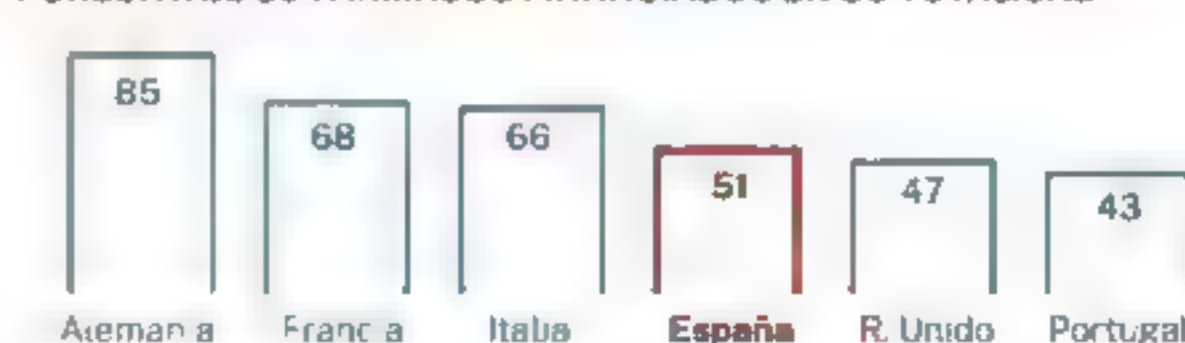 85
68
66
51
47
43
Alemania
Francia
Italia
España
R. Unido
Portugal